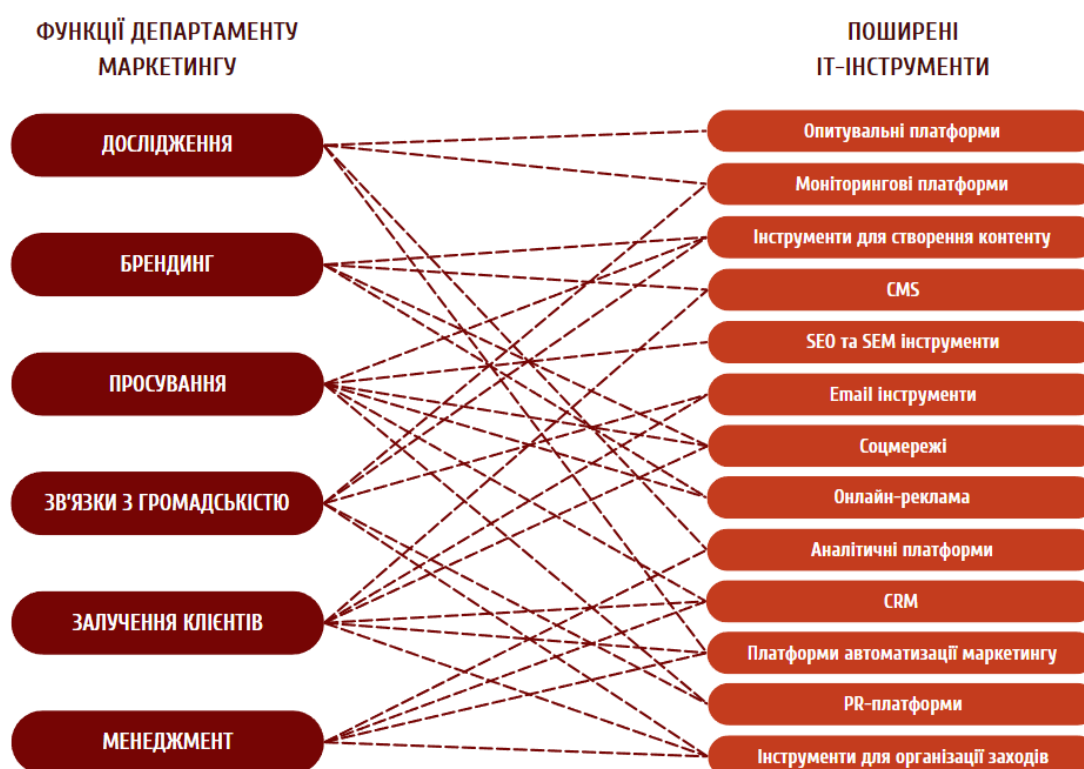 ФУНКЦІЇ ДЕПАРТАМЕНТУ
МАРКЕТИНГУ
ДОСЛІДЖЕННЯ
БРЕНДИНГ
ПРОСУВАННЯ
ЗВ'ЯЗКИ З ГРОМАДСЬКІСТЮ
ЗАЛУЧЕННЯ КЛІЄНТІВ
МЕНЕДЖМЕНТ
ПОШИРЕНІ
ІТ-ІНСТРУМЕНТИ
Опитувальні платформи
Моніторингові платформи
Інструменти для створення контенту
CMS
SEO та SEM інструменти
Email інструменти
Соцмережі
Онлайн-реклама
Аналітичні платформи
CRM
Платформи автоматизації маркетингу
PR-платформи
Інструменти для організації заходів